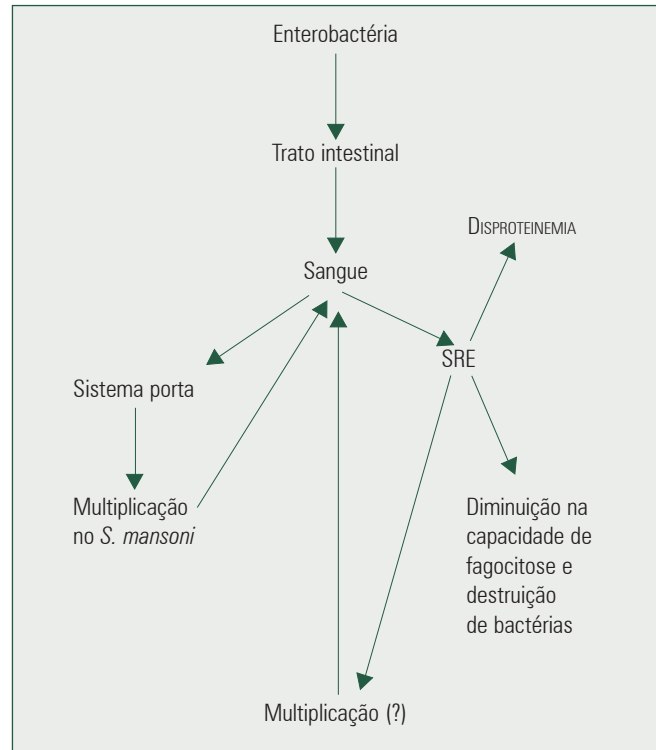 Enterobactéria
Trato intestinal
DISPROTEINEMIA
Sangue
SRE
Sistema porta
Multiplicação
no S. mansoni
Diminuição na
capacidade de
fagocitose e
destruição
de bactérias
Multiplicação (?)